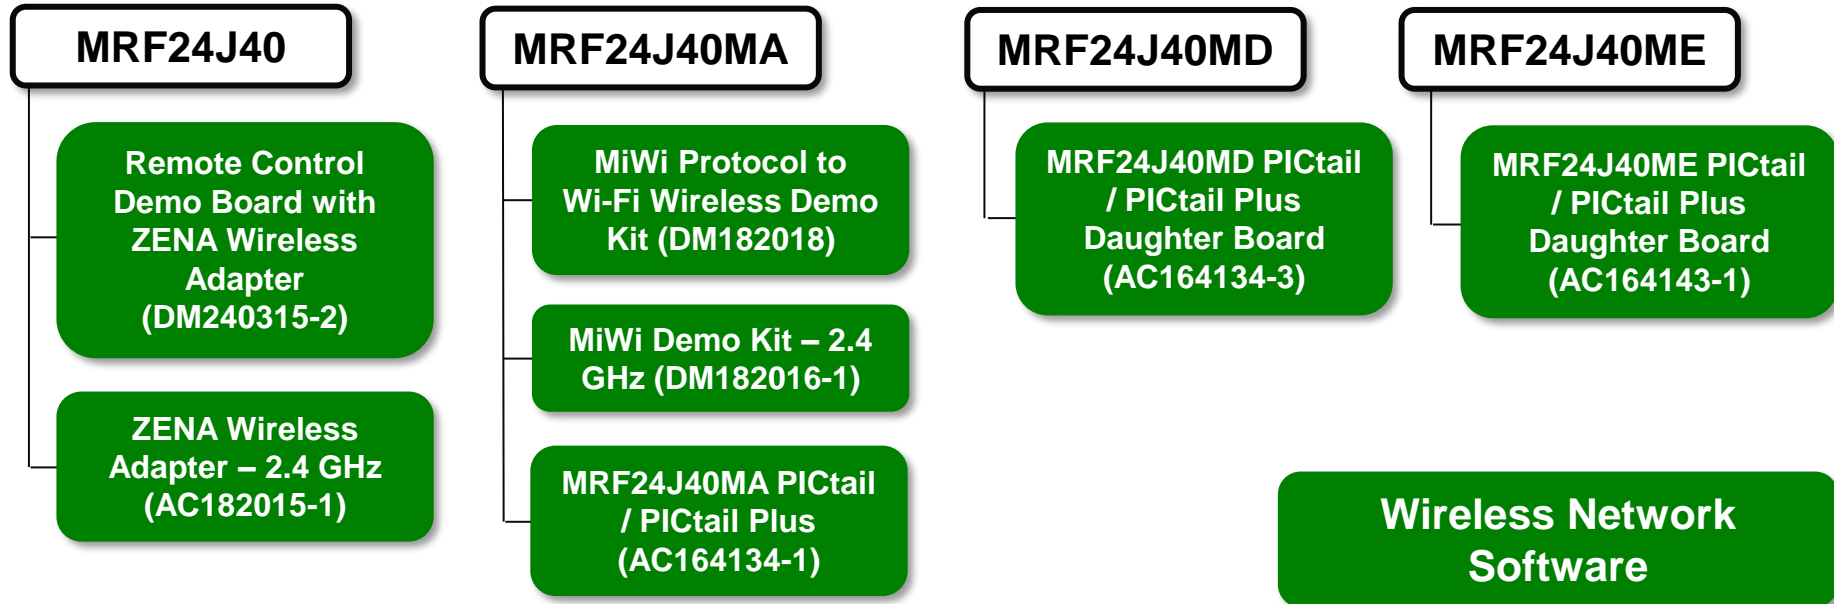 MRF24J40
Remote Control
Demo Board with
ZENA Wireless
Adapter
(DM240315-2)
ZENA Wireless
Adapter – 2.4 GHz
(AC182015-1)
MRF24J40MA
MiWi Protocol to
Wi-Fi Wireless Demo
Kit (DM182018)
MiWi Demo Kit – 2.4
GHz (DM182016-1)
MRF24J40MA PICtail
/ PICtail Plus
(AC164134-1)
MRF24J40MD
MRF24J40MD PICtail
/ PICtail Plus
Daughter Board
(AC164134-3)
MRF24J40ME
MRF24J40ME PICtail
/ PICtail Plus
Daughter Board
(AC164143-1)
Wireless Network
Software